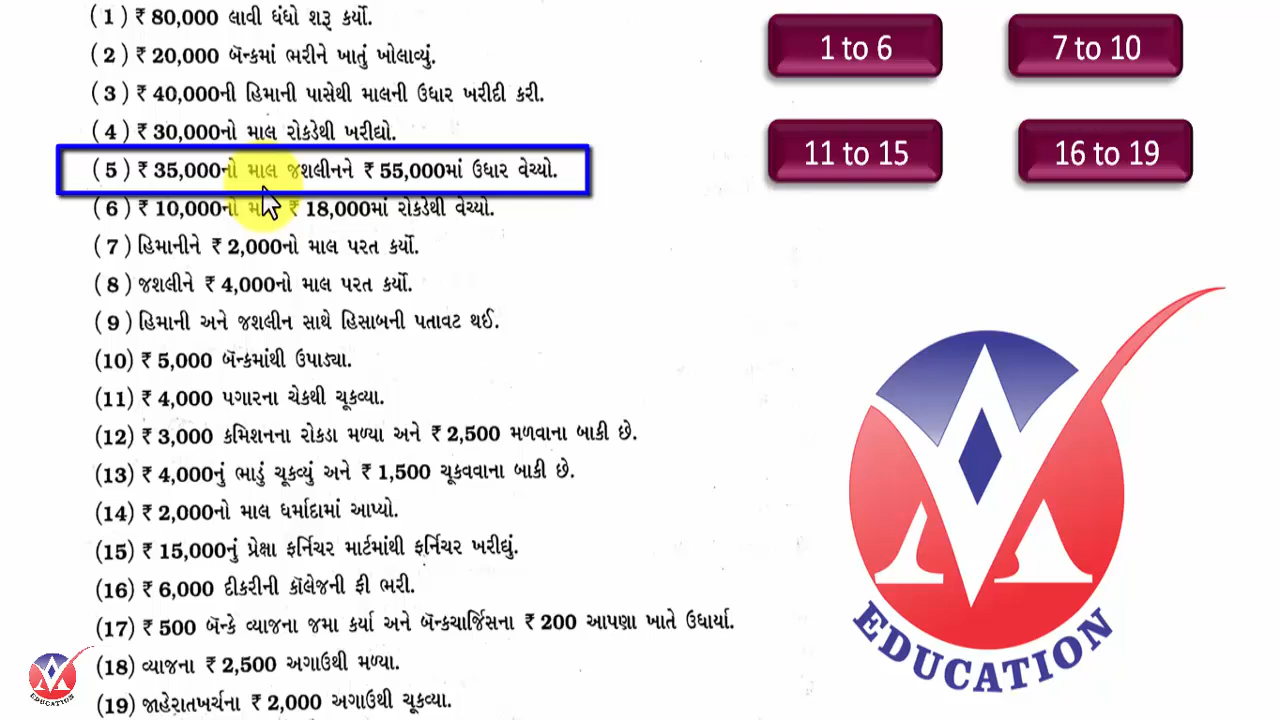 (1) ₹ 80,000 લાવી ધંધો શરૂ કર્યો.
(2) ₹ 20,000 બૅન્કમાં ભરીને ખાતું ખોલાવ્યું.
(3) ₹ 40,000ની હિમાની પાસેથી માલની ઉધાર ખરીદી કરી.
(4) ₹ 30,000નો માલ રોકડેથી ખરીદ્યો.
(5) ₹ 35,000નો માલ જશલીનને ₹ 55,000માં ઉધાર વેચ્યો.
(6) ₹ 10,000નો ₹ 18,000માં રોકડેથી વેચ્યો.
(7) હિમાનીને ₹ 2,000નો માલ પરત કર્યો.
(8) જશલીને ₹ 4,000નો માલ પરત કર્યો.
(9) હિમાની અને જશલીન સાથે હિસાબની પતાવટ થઈ.
(10) ₹ 5,000 બૅન્કમાંથી ઉપાડ્યા.
(11) ₹ 4,000 પગારના ચેકથી ચૂકવ્યા.
(12) ₹ 3,000 કમિશનના રોકડા મળ્યા અને ₹ 2,500 મળવાના બાકી છે.
(13) ₹ 4,000નું ભાડું ચૂકવ્યું અને ₹ 1,500 ચૂકવવાના બાકી છે.
(14) ₹ 2,000નો માલ ધર્માદામાં આપ્યો.
(15) ₹ 15,000નું પ્રેક્ષા ફર્નિચર માર્ટમાંથી ફર્નિચર ખરીદ્યું.
(16) ₹ 6,000 દીકરીની કૉલેજની ફી ભરી.
(17) ₹ 500 બૅન્કે વ્યાજના જમા કર્યા અને બૅન્કચાર્જિસના ₹ 200 આપણા ખાતે ઉધાર્યા.
(18) વ્યાજના ₹ 2,500 અગાઉથી મળ્યા.
(19) જાહેરાતખર્ચના ₹ 2,000 અગાઉથી ચૂકવ્યા.
1 to 6
7 to 10
11 to 15
16 to 19
EDUCATION
EDUCATION